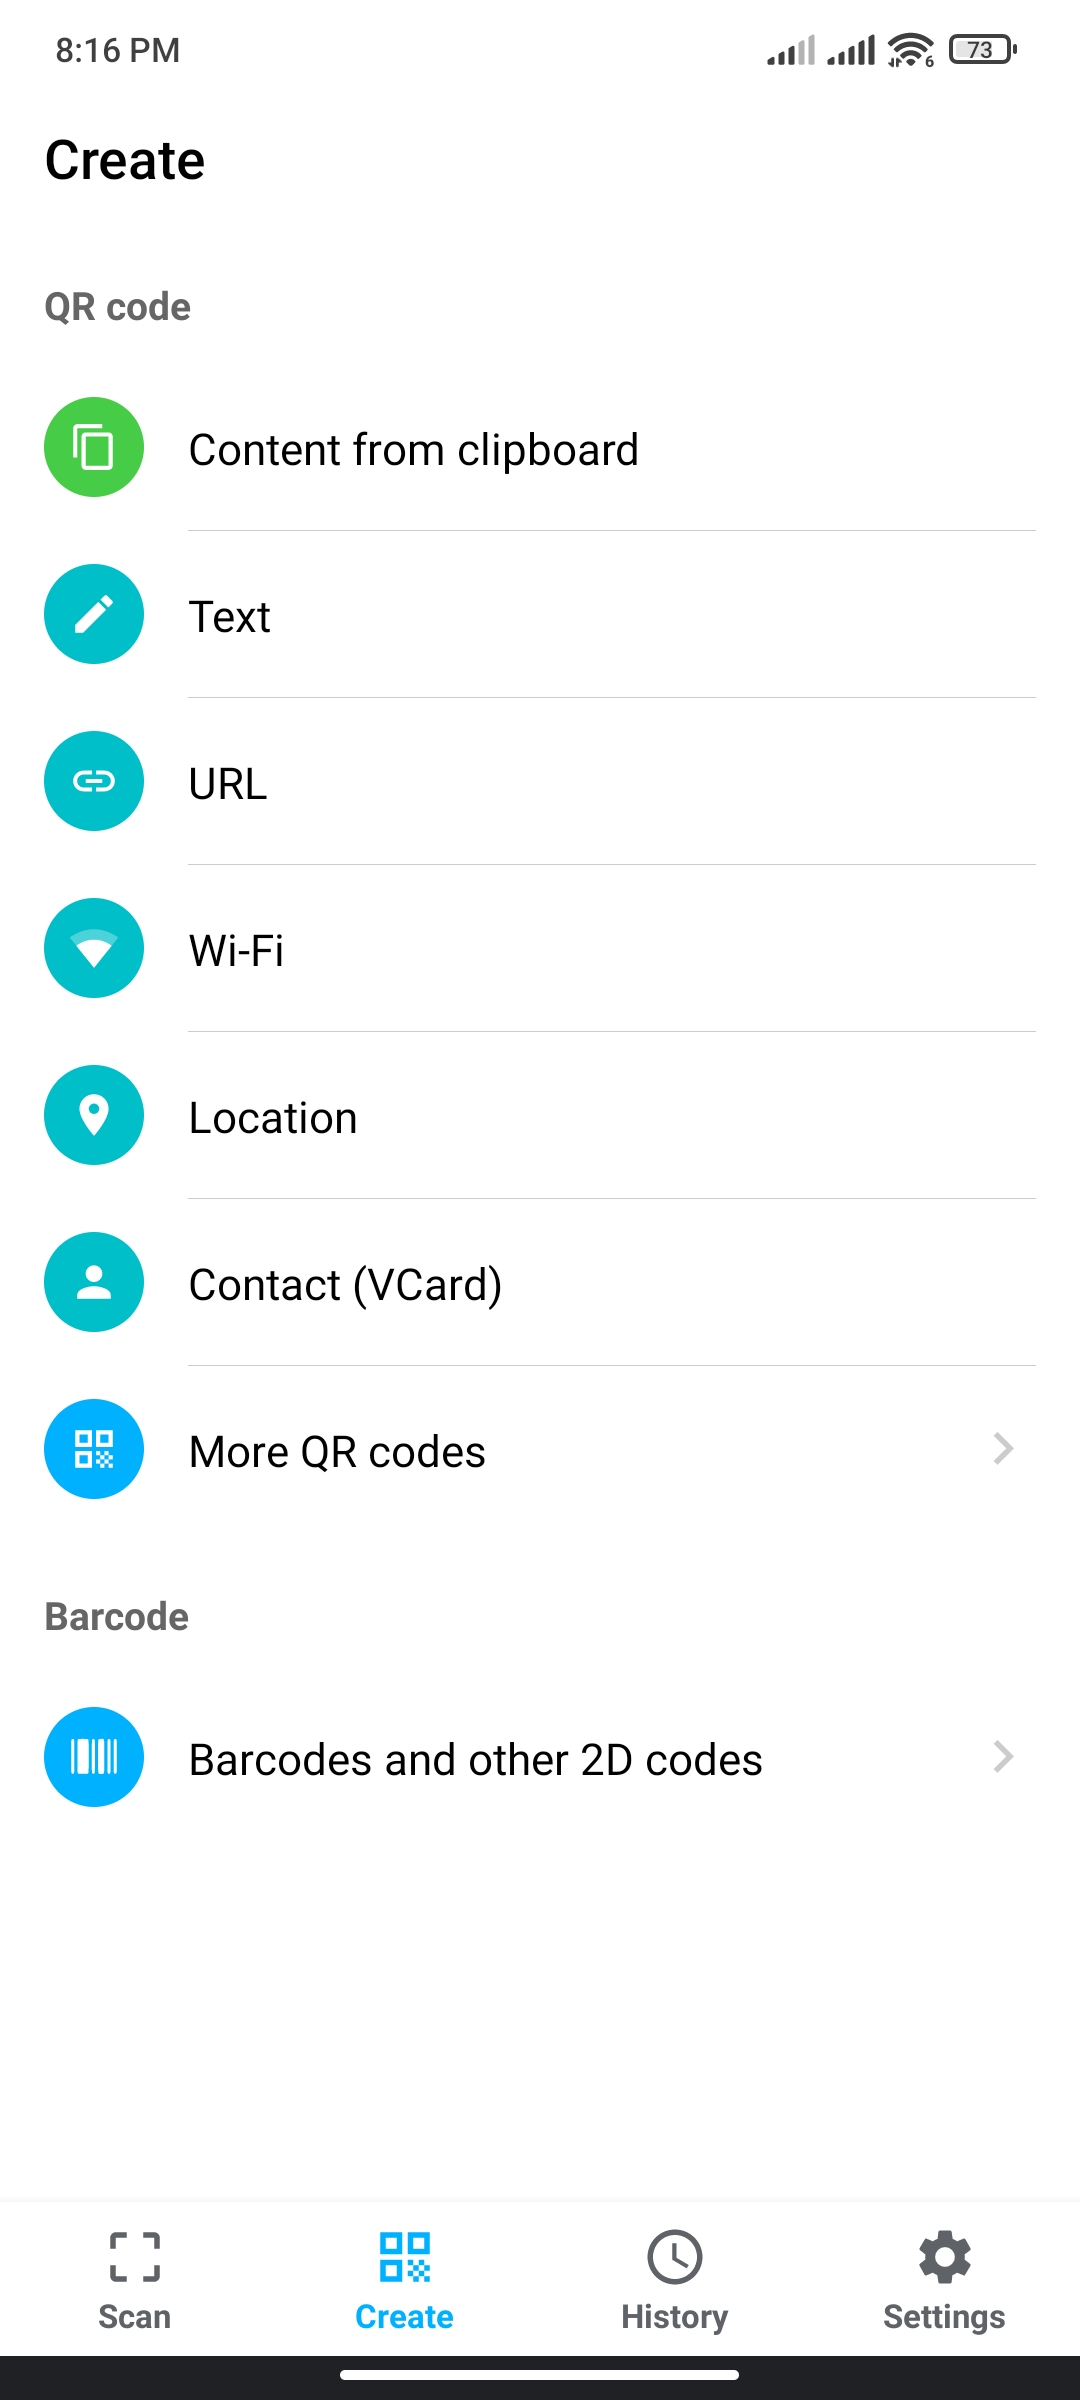 8:16 PM
6
73
Create
QR code
Content from clipboard
Text
URL
Wi-Fi
Location
Contact (VCard)
More QR codes
Barcode
Barcodes and other 2D codes
Scan
Create
History
Settings